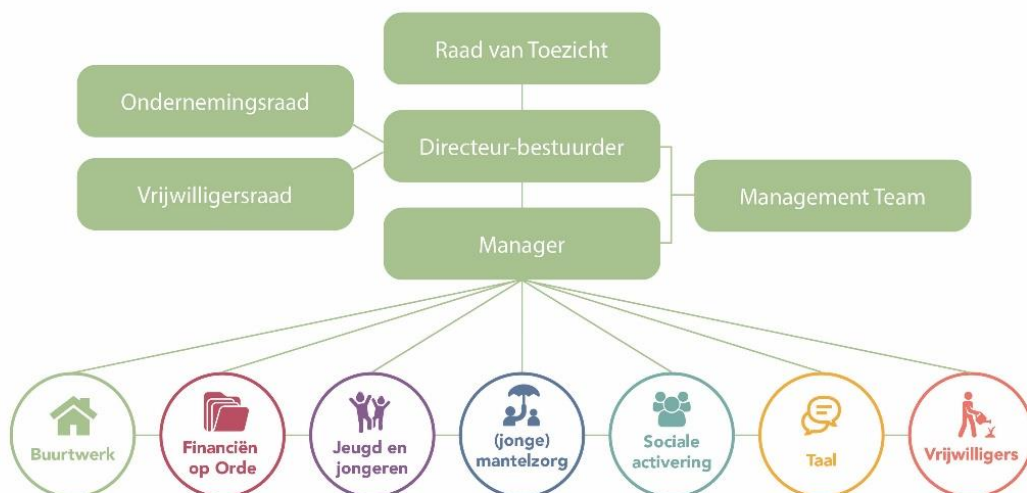 Raad van Toezicht
Ondernemingsraad
Directeur-bestuurder
Vrijwilligersraad
Management Team
Manager
Buurtwerk
Financiën
op Orde
Jeugd en
jongeren
(jonge)
mantelzorg
Sociale
activering
Taal
Vrijwilligers